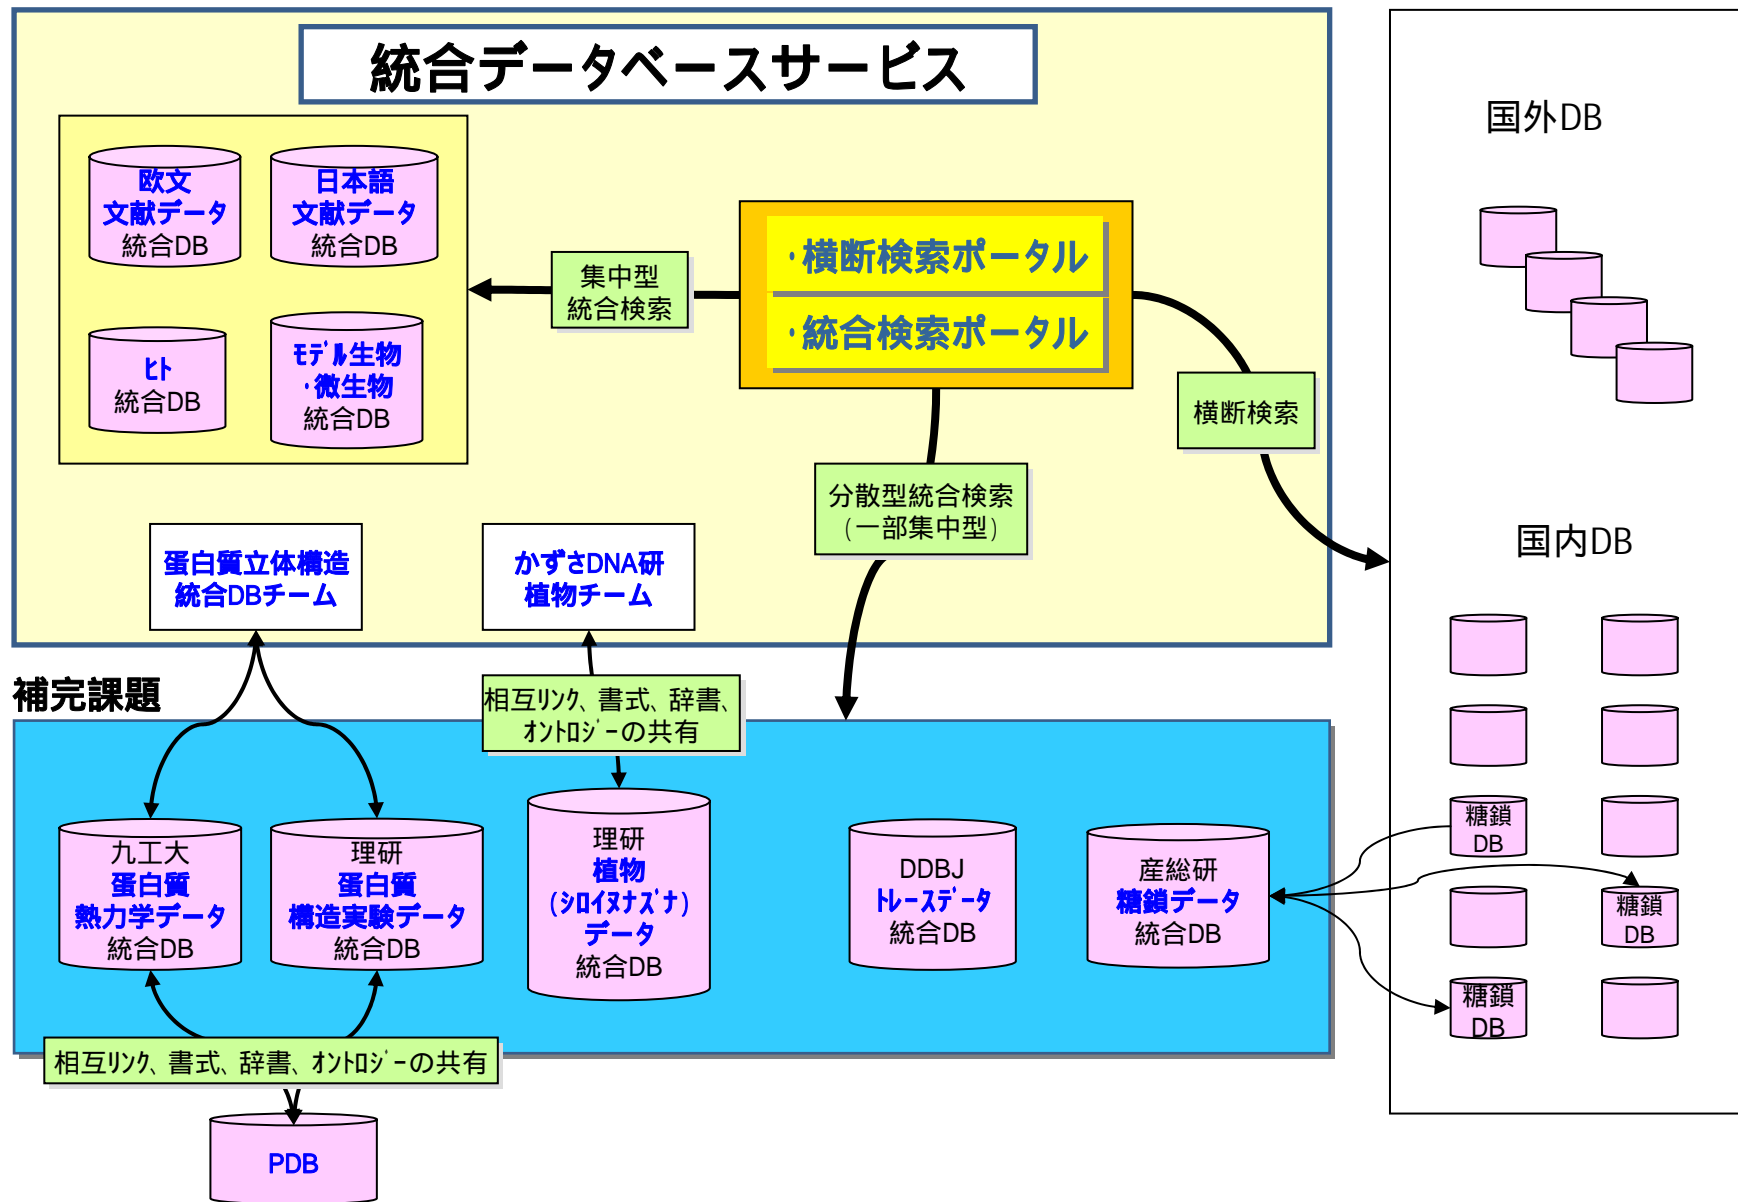 統合データベースサービス
国外DB
欧文
文献データ
統合DB
日本語
文献データ
統合DB
ﾋﾄ
統合DB
ﾓﾃﾞﾙ生物
・微生物
統合DB
集中型
統合検索
・横断検索ポータル
・統合検索ポータル
横断検索
分散型統合検索
(一部集中型)
国内DB
蛋白質立体構造
統合DBチーム
かずさDNA研
植物チーム
補完課題
相互ﾘﾝｸ、書式、辞書、
ｵﾝﾄﾛｼﾞｰの共有
九工大
蛋白質
熱力学データ
統合DB
理研
蛋白質
構造実験データ
統合DB
理研
植物
(ｼﾛｲﾇﾅｽﾞﾅ)
データ
統合DB
DDBJ
ﾄﾚｰｽﾃﾞｰﾀ
統合DB
産総研
糖鎖データ
統合DB
糖鎖
DB
糖鎖
DB
糖鎖
DB
相互ﾘﾝｸ、書式、辞書、ｵﾝﾄﾛｼﾞｰの共有
PDB